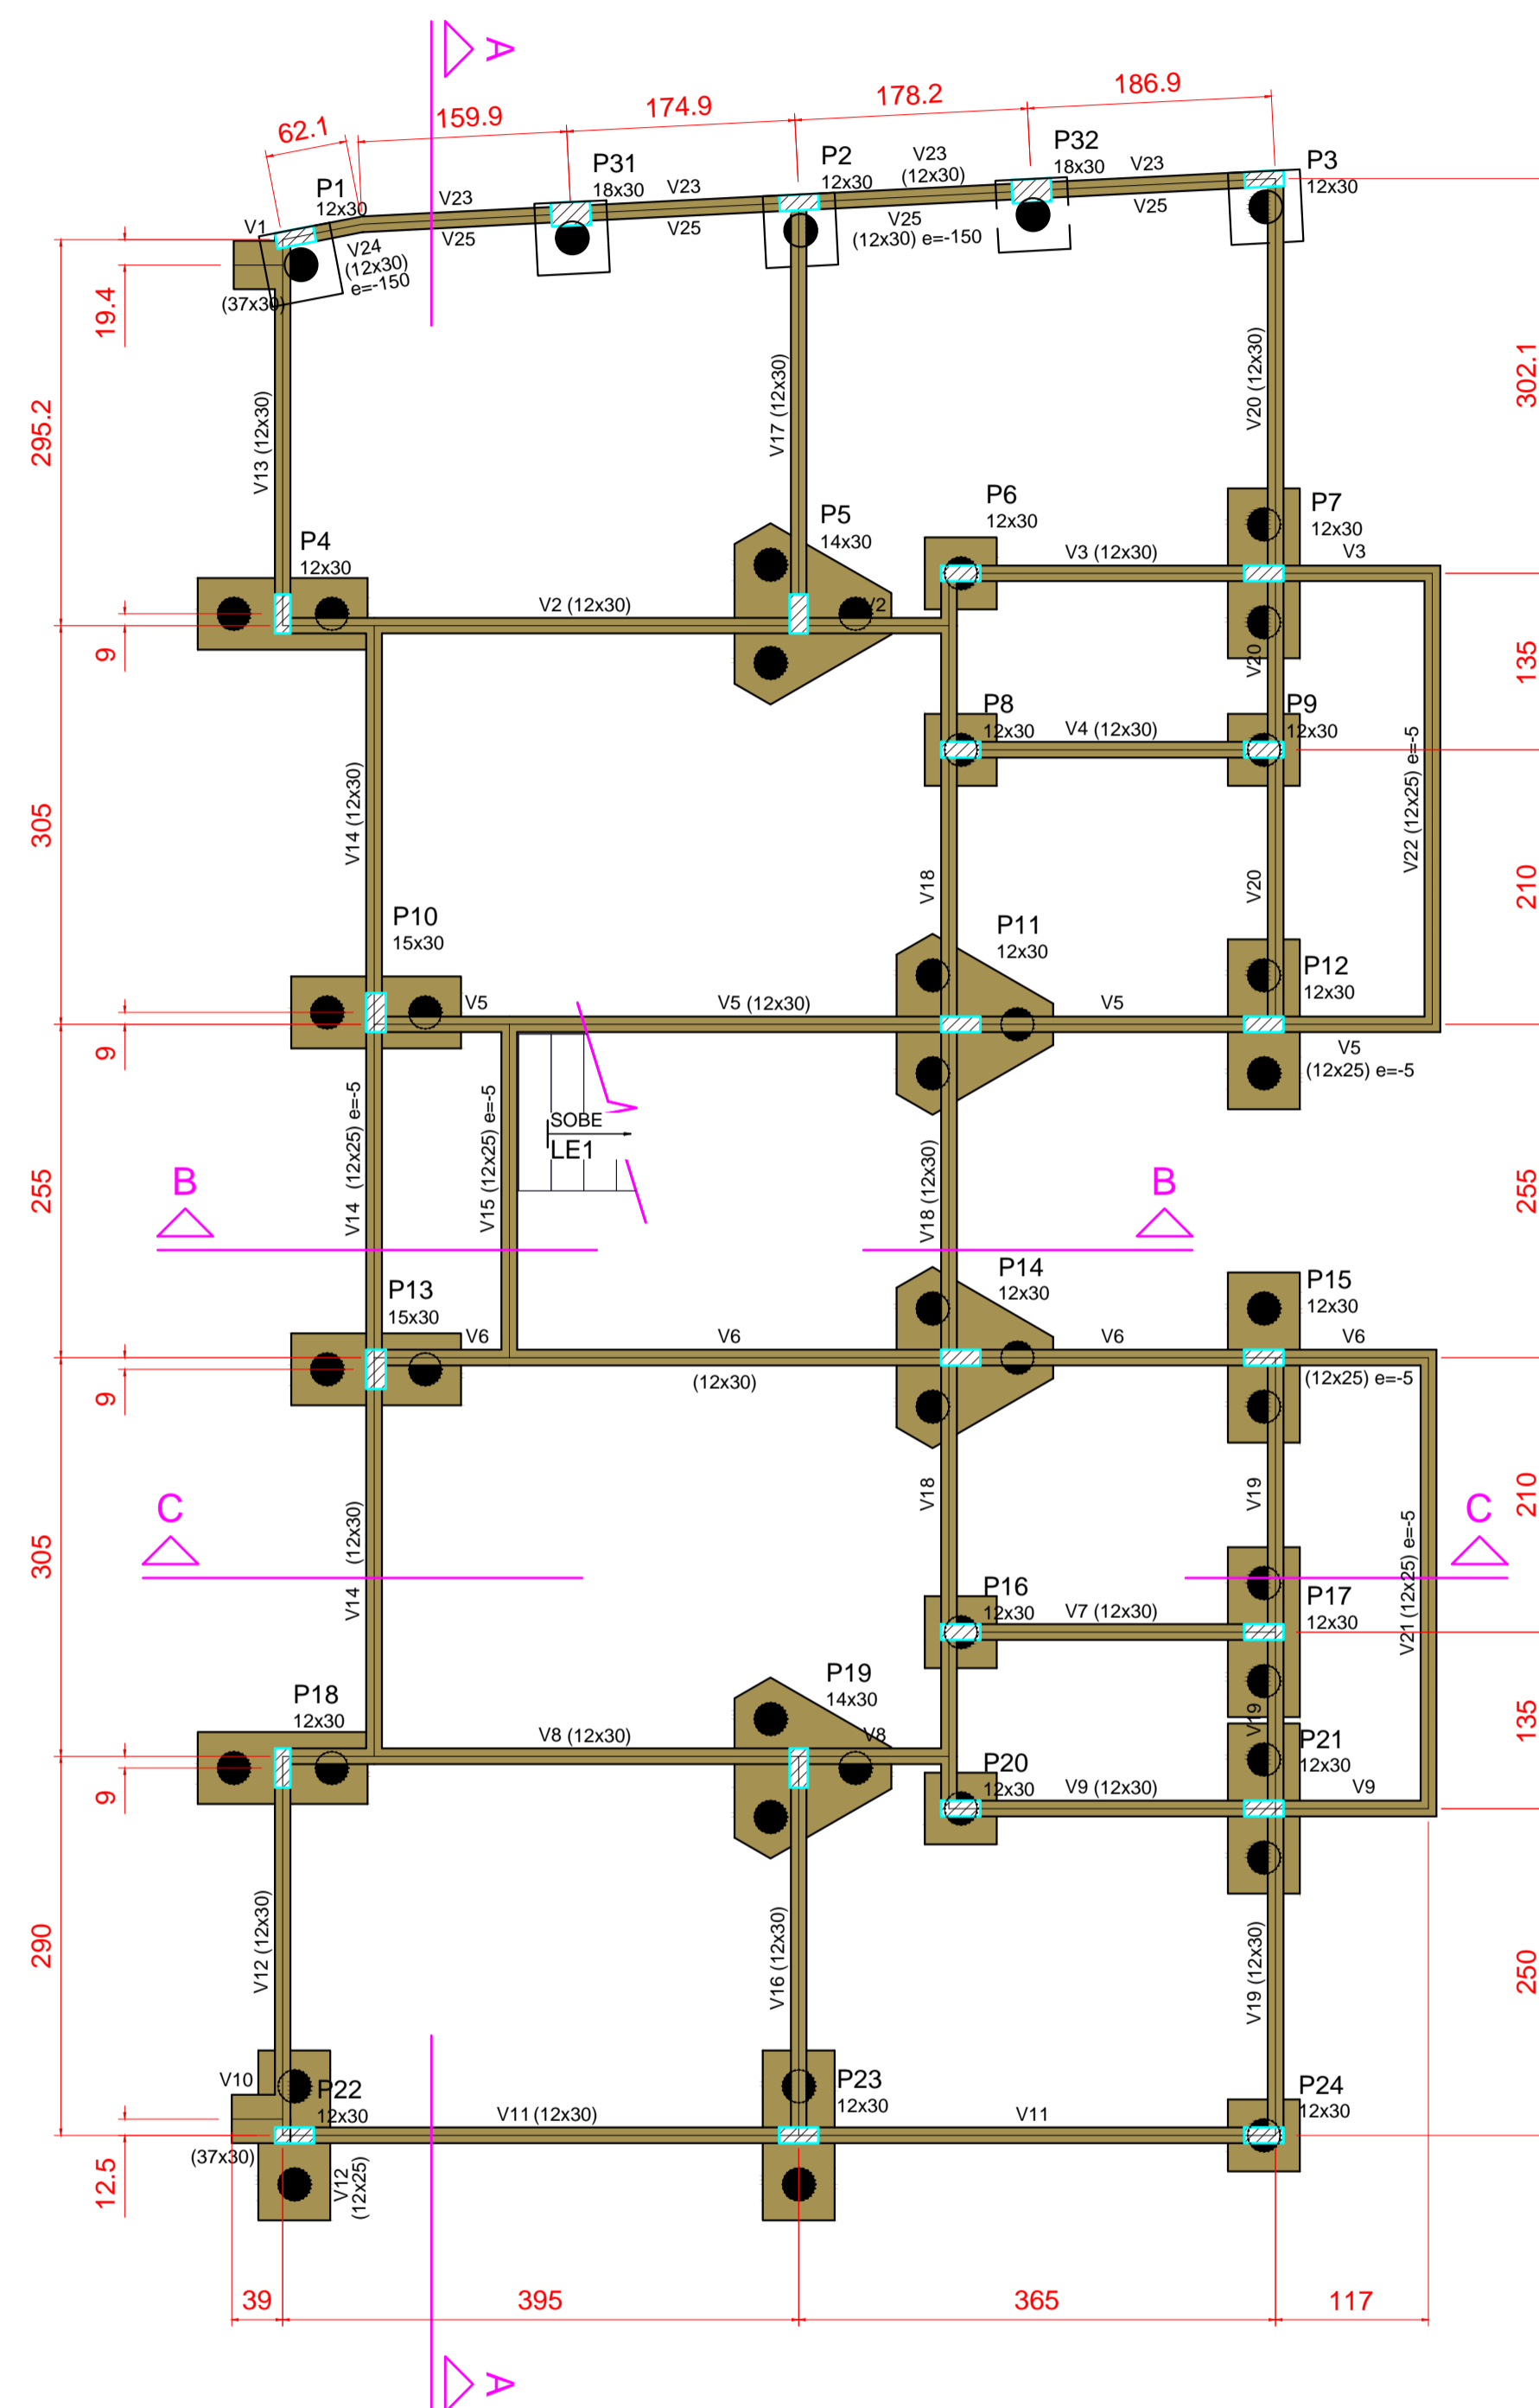 A
62.1
159.9
174.9
178.2
186.9
P1
12x30
P31
18x30
P2
12x30
V23
(12x30)
P32
18x30
V23
P3
12x30
V1
V23
V25
V23
V25
V25
(12x30) e=-150
V25
V24
(12x30)
e=-150
(37x30)
19.4
295.2
302.1
V13 (12x30)
V17 (12x30)
V20 (12x30)
P4
12x30
P5
14x30
P6
12x30
P7
12x30
V3 (12x30)
V3
V2 (12x30)
V2
9
V20
135
P8
12x30
V4 (12x30)
P9
12x30
305
V14 (12x30)
V18
V20
V22 (12x25) e=-5
210
P10
15x30
P11
12x30
P12
12x30
V5
V5 (12x30)
V5
V5
(12x25) e=-5
9
255
V14 (12x25) e=-5
V15 (12x25) e=-5
SOBE
LE1
V18 (12x30)
255
B
B
P13
15x30
P14
12x30
P15
12x30
V6
V6
(12x30)
V6
V6
(12x25) e=-5
9
305
V14 (12x30)
V18
V19
V21 (12x25) e=-5
210
C
C
P16
12x30
V7 (12x30)
P17
12x30
P18
12x30
V8 (12x30)
P19
14x30
V8
V19
135
P20
12x30
V9 (12x30)
P21
12x30
V9
9
290
V12 (12x30)
V16 (12x30)
V19 (12x30)
250
V10
P22
12x30
V11 (12x30)
P23
12x30
V11
P24
12x30
(37x30)
V12
(12x25)
12.5
39
395
365
117
A